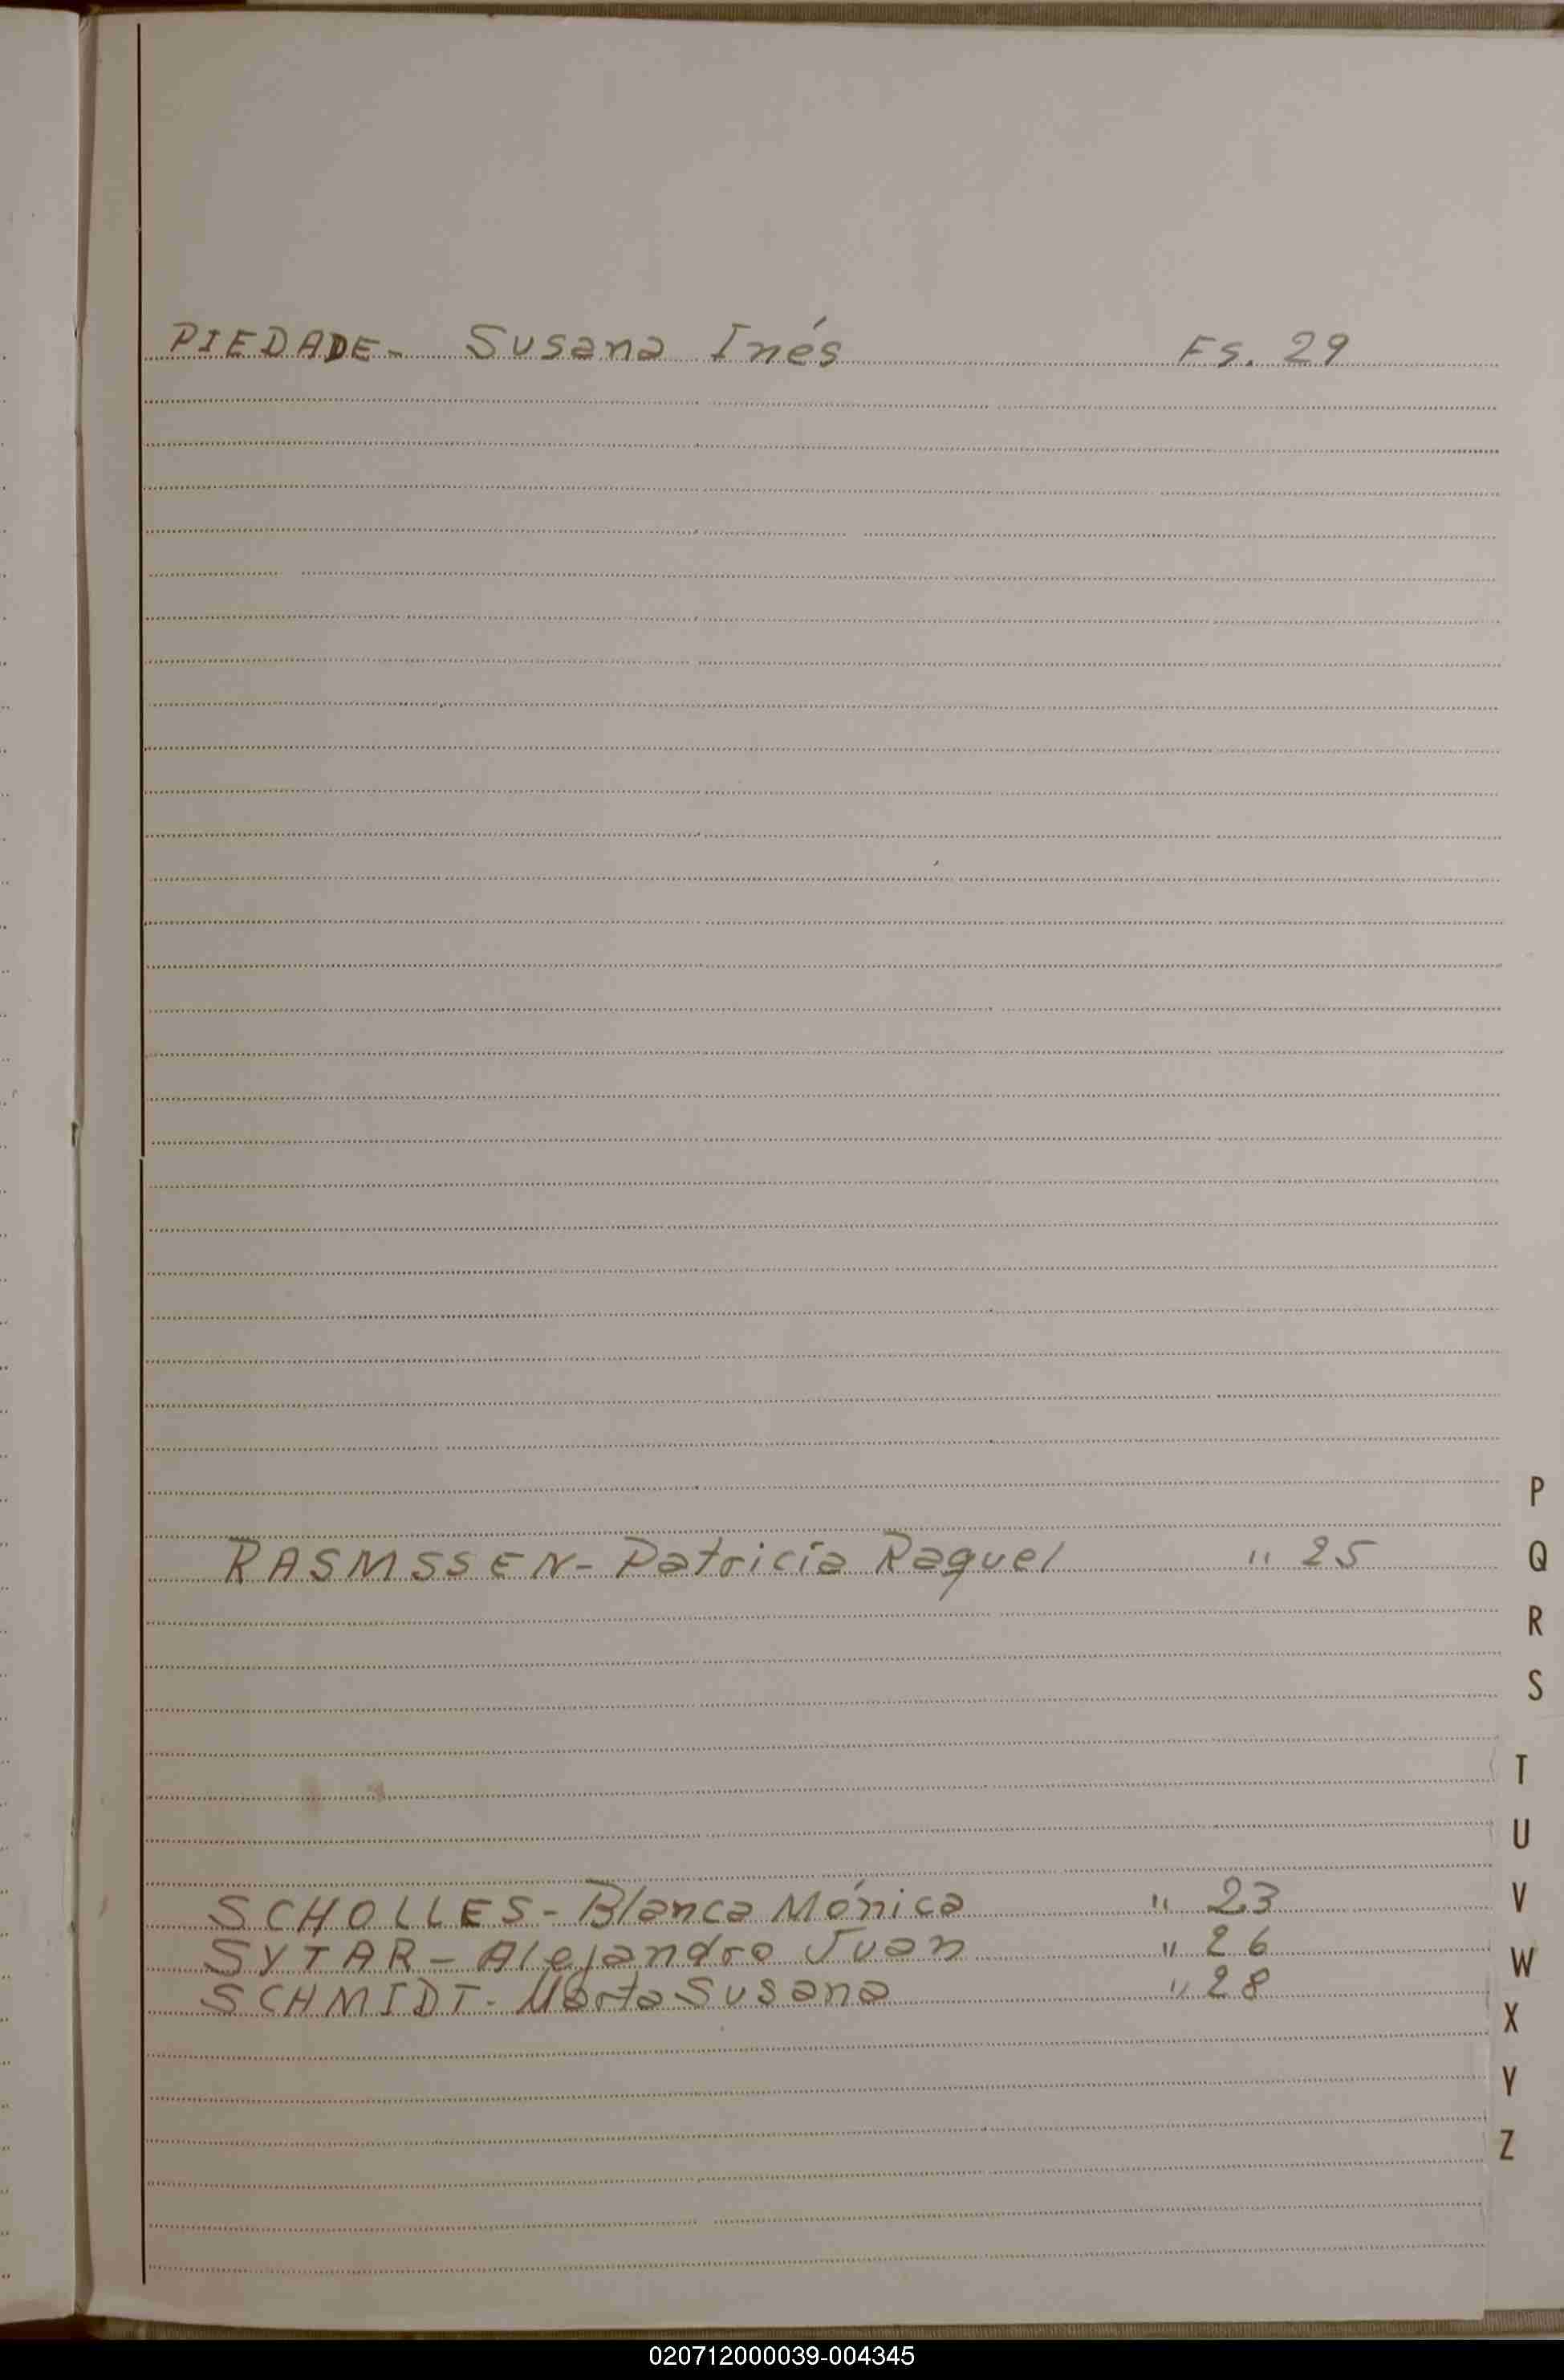 PIEDADE- Susana Inés Fs. 29
P
RASMSSEN- Patricia Raquel " 25
Q
R
S
T
U
SCHOLLES- Blanca Mónica " 23
V
SYTAR- Alejandro Juan " 26
W
SCHMIDT- Marta Susana " 28
X
Y
Z
020712000039-004345